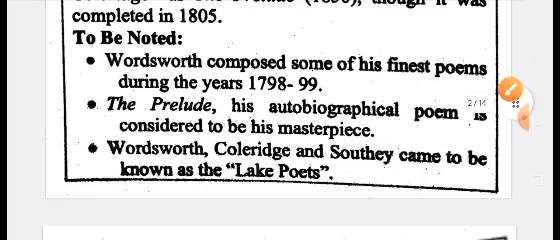 completed in 1805.
To Be Noted:
• Wordsworth composed some of his finest poems
during the years 1798- 99.
• The Prelude, his autobiographical poem is
considered to be his masterpiece.
• Wordsworth, Coleridge and Southey came to be
known as the “Lake Poets”.
2/14